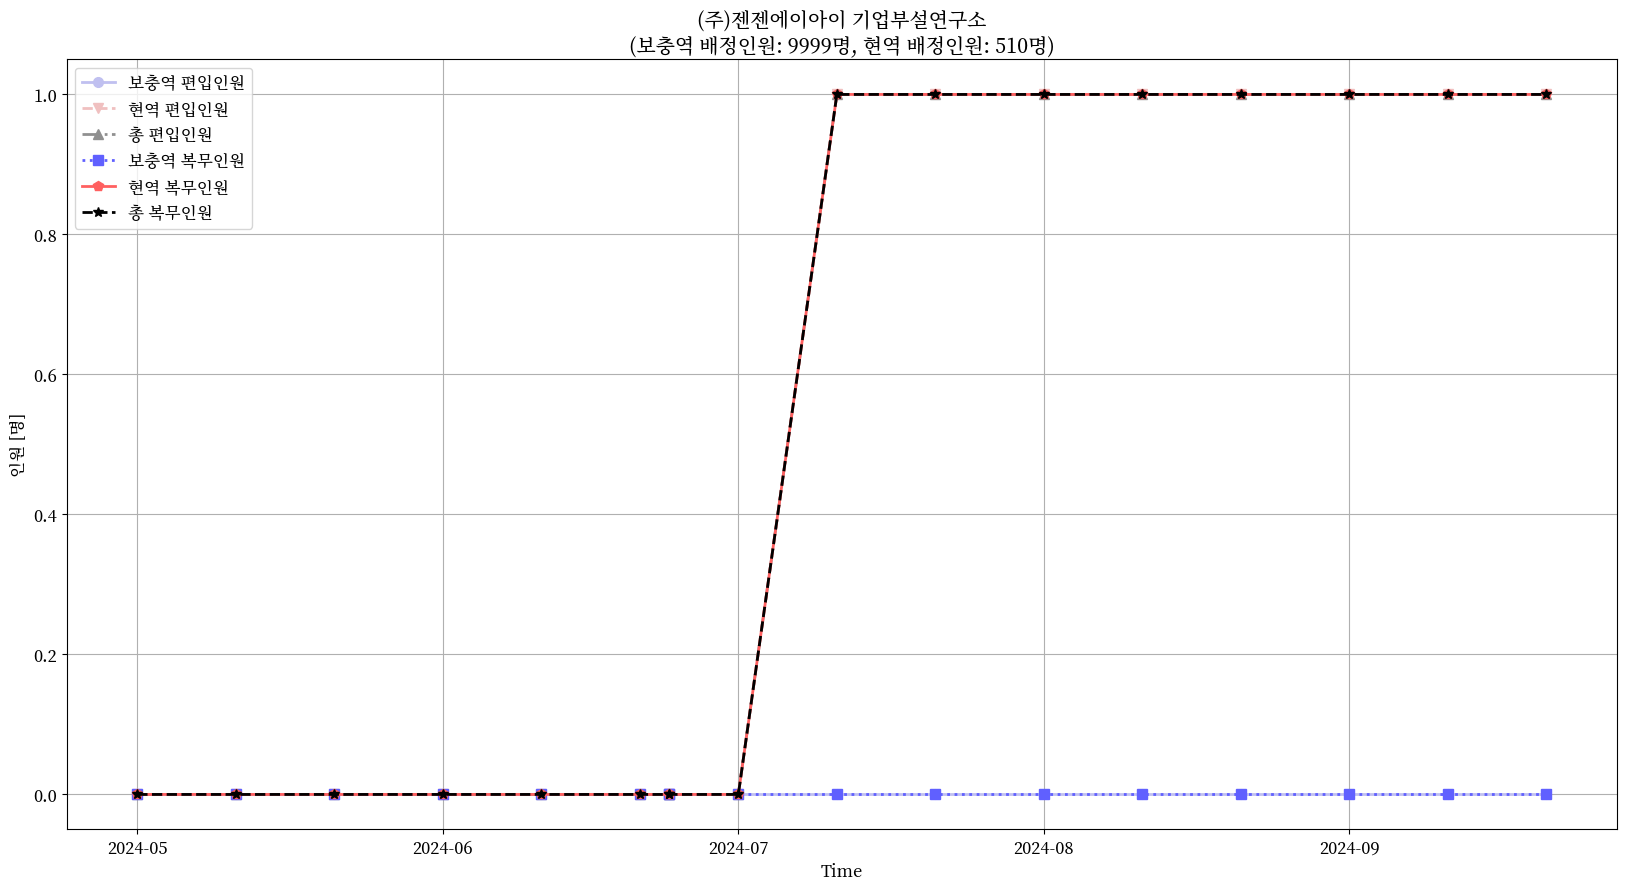 (주)젠젠에이아이 기업부설연구소
(보충역 배정인원: 9999명, 현역 배정인원: 510명)
보충역 편입인원
현역 편입인원
총 편입인원
보충역 복무인원
현역 복무인원
총 복무인원
1.0
0.8
0.6
0.4
0.2
0.0
인원 [명]
2024-05
2024-06
2024-07
2024-08
2024-09
Time